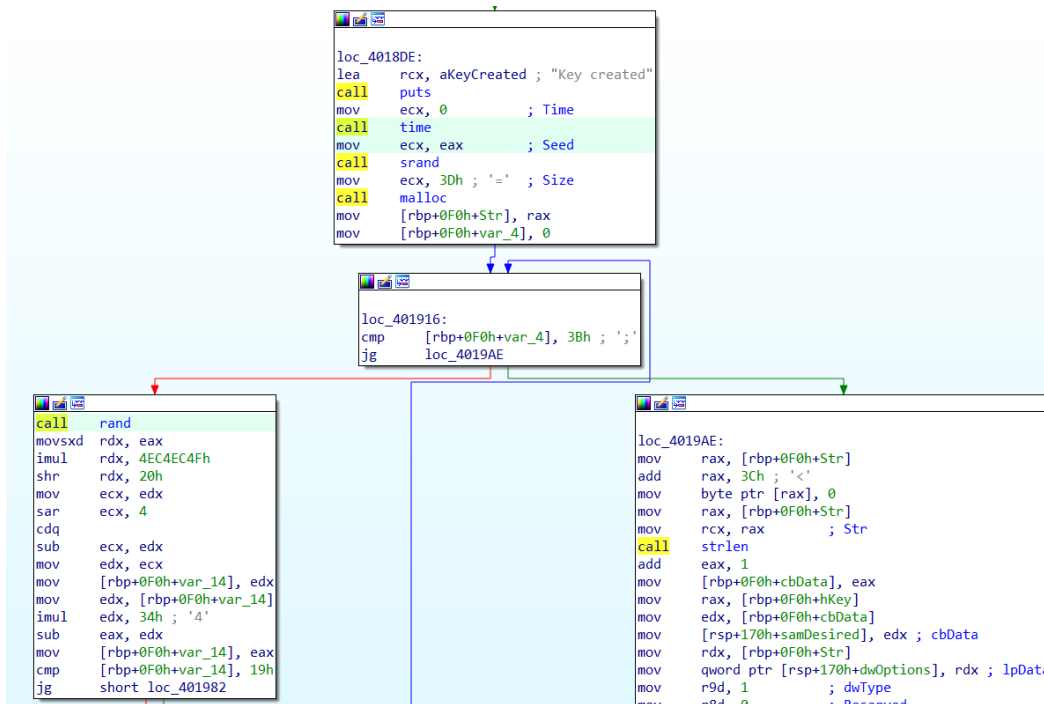 loc_4018DE:
lea rcx, aKeyCreated ; "Key created"
call puts
mov ecx, 0 ; Time
call time
mov ecx, eax ; Seed
call srand
mov ecx, 3Dh ; '=' ; Size
call malloc
mov [rbp+0F0h+Str], rax
mov [rbp+0F0h+var_4], 0
loc_401916:
cmp [rbp+0F0h+var_4], 3Bh ; ';'
jg loc_4019AE
call rand
movsxd rdx, eax
imul rdx, 4EC4EC4Fh
shr rdx, 20h
mov ecx, edx
sar ecx, 4
cdq
sub ecx, edx
mov edx, ecx
mov [rbp+0F0h+var_14], edx
mov edx, [rbp+0F0h+var_14]
imul edx, 34h ; '4'
sub eax, edx
mov [rbp+0F0h+var_14], eax
cmp [rbp+0F0h+var_14], 19h
jg short loc_401982
loc_4019AE:
mov rax, [rbp+0F0h+Str]
add rax, 3Ch ; '<'
mov byte ptr [rax], 0
mov rax, [rbp+0F0h+Str]
mov rcx, rax ; Str
call strlen
add eax, 1
mov [rbp+0F0h+cbData], eax
mov rax, [rbp+0F0h+hKey]
mov edx, [rbp+0F0h+cbData]
mov [rsp+170h+samDesired], edx ; cbData
mov rdx, [rbp+0F0h+Str]
mov qword ptr [rsp+170h+dwOptions], rdx ; lpData
mov r9d, 1 ; dwType
mov r8d, 0 ; Reserved